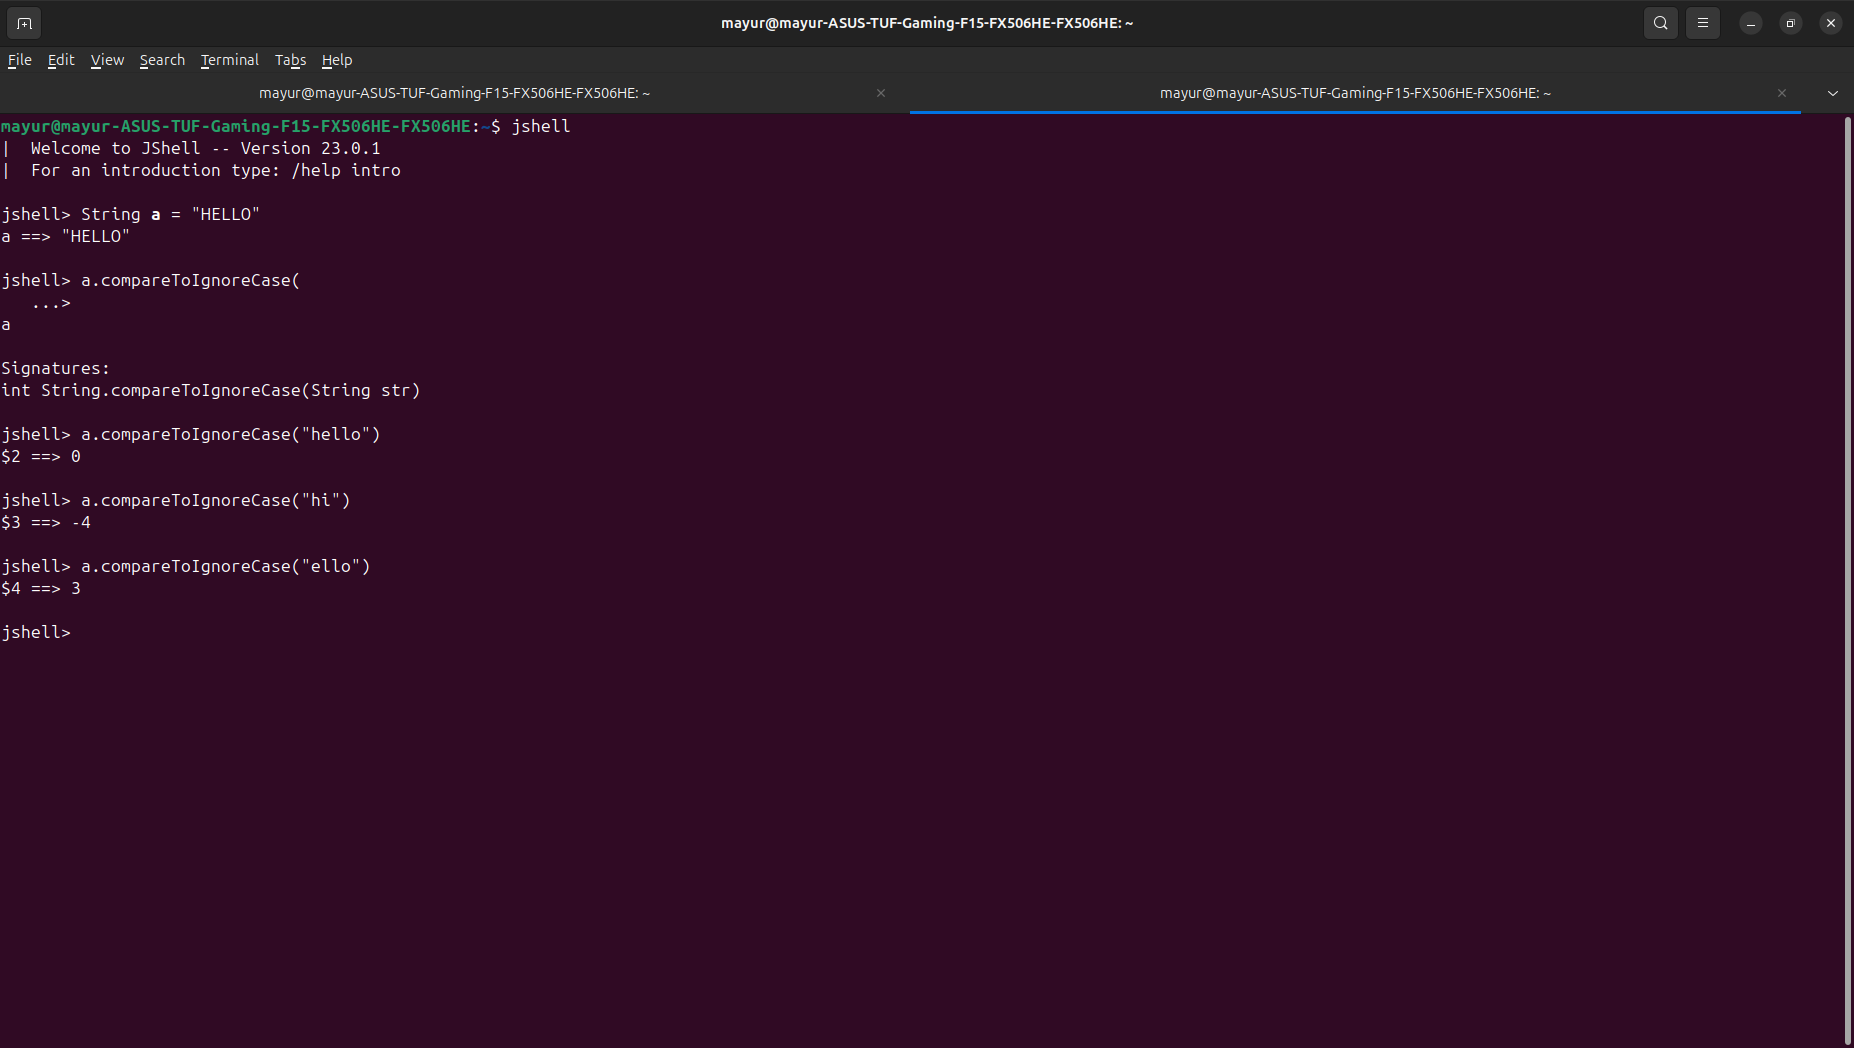 mayur@mayur-ASUS-TUF-Gaming-F15-FX506HE-FX506HE: ~
File Edit View Search Terminal Tabs Help
mayur@mayur-ASUS-TUF-Gaming-F15-FX506HE-FX506HE: ~ mayur@mayur-ASUS-TUF-Gaming-F15-FX506HE-FX506HE: ~
mayur@mayur-ASUS-TUF-Gaming-F15-FX506HE-FX506HE:~$ jshell
|  Welcome to JShell -- Version 23.0.1
|  For an introduction type: /help intro
jshell> String a = "HELLO"
a ==> "HELLO"
jshell> a.compareToIgnoreCase(
   ...>
a
Signatures:
int String.compareToIgnoreCase(String str)
jshell> a.compareToIgnoreCase("hello")
$2 ==> 0
jshell> a.compareToIgnoreCase("hi")
$3 ==> -4
jshell> a.compareToIgnoreCase("ello")
$4 ==> 3
jshell>